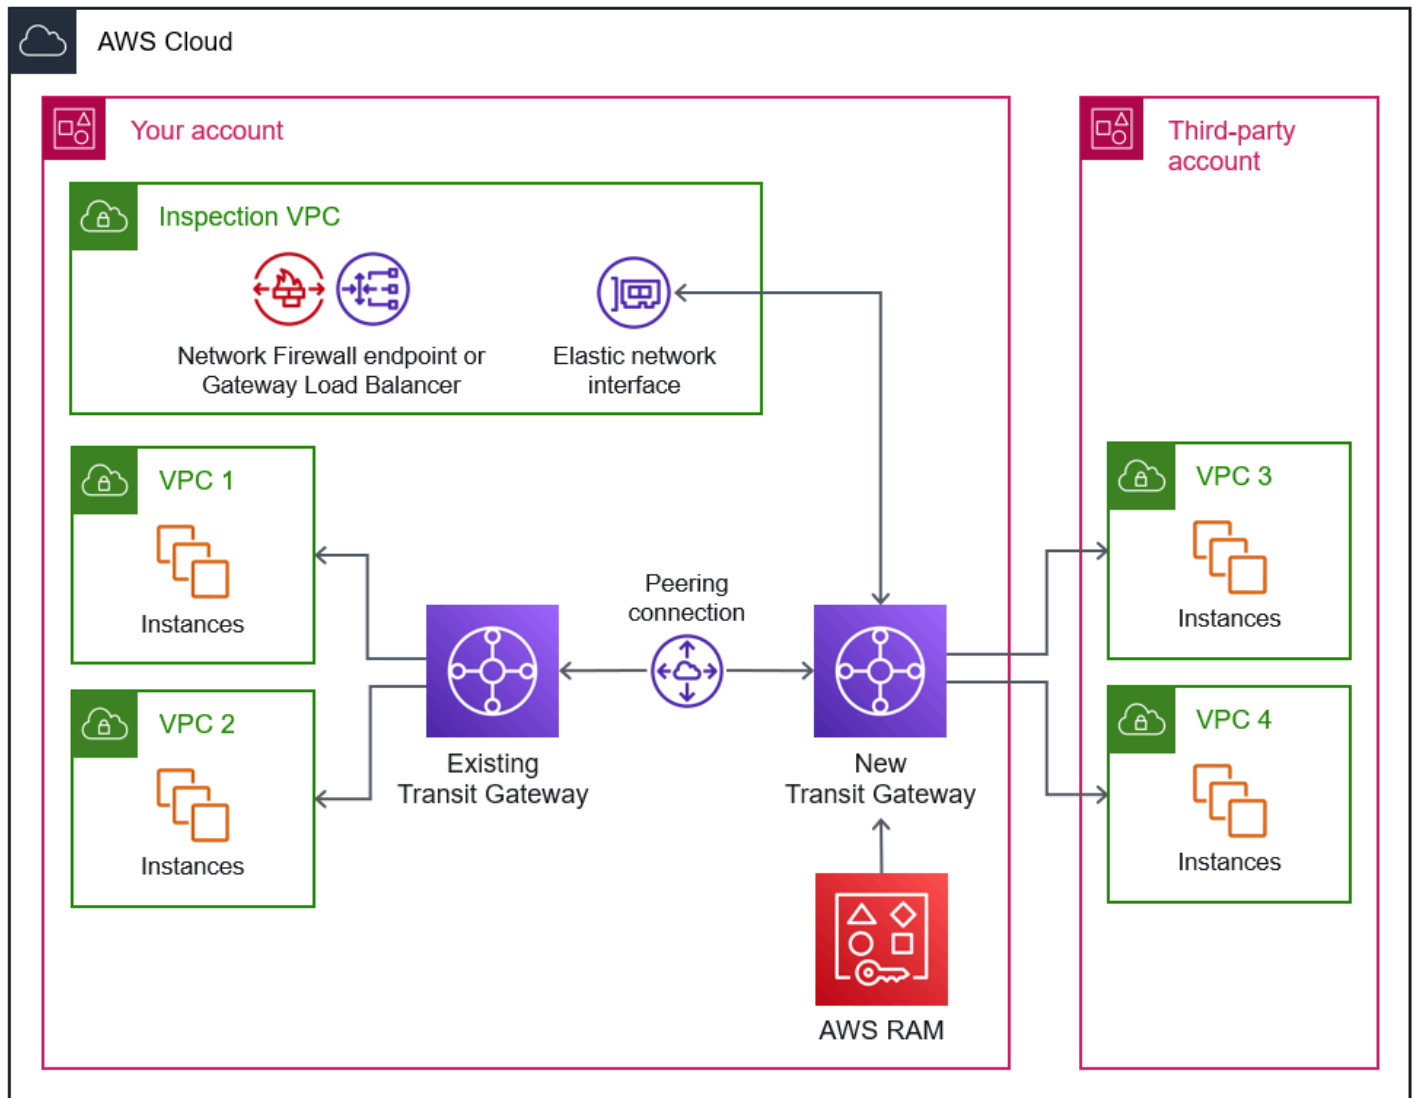 AWS Cloud
Your account
Third-party
account
Inspection VPC
Network Firewall endpoint or
Gateway Load Balancer
Elastic network
interface
VPC 1
Instances
VPC 2
Instances
Existing
Transit Gateway
Peering
connection
New
Transit Gateway
AWS RAM
VPC 3
Instances
VPC 4
Instances